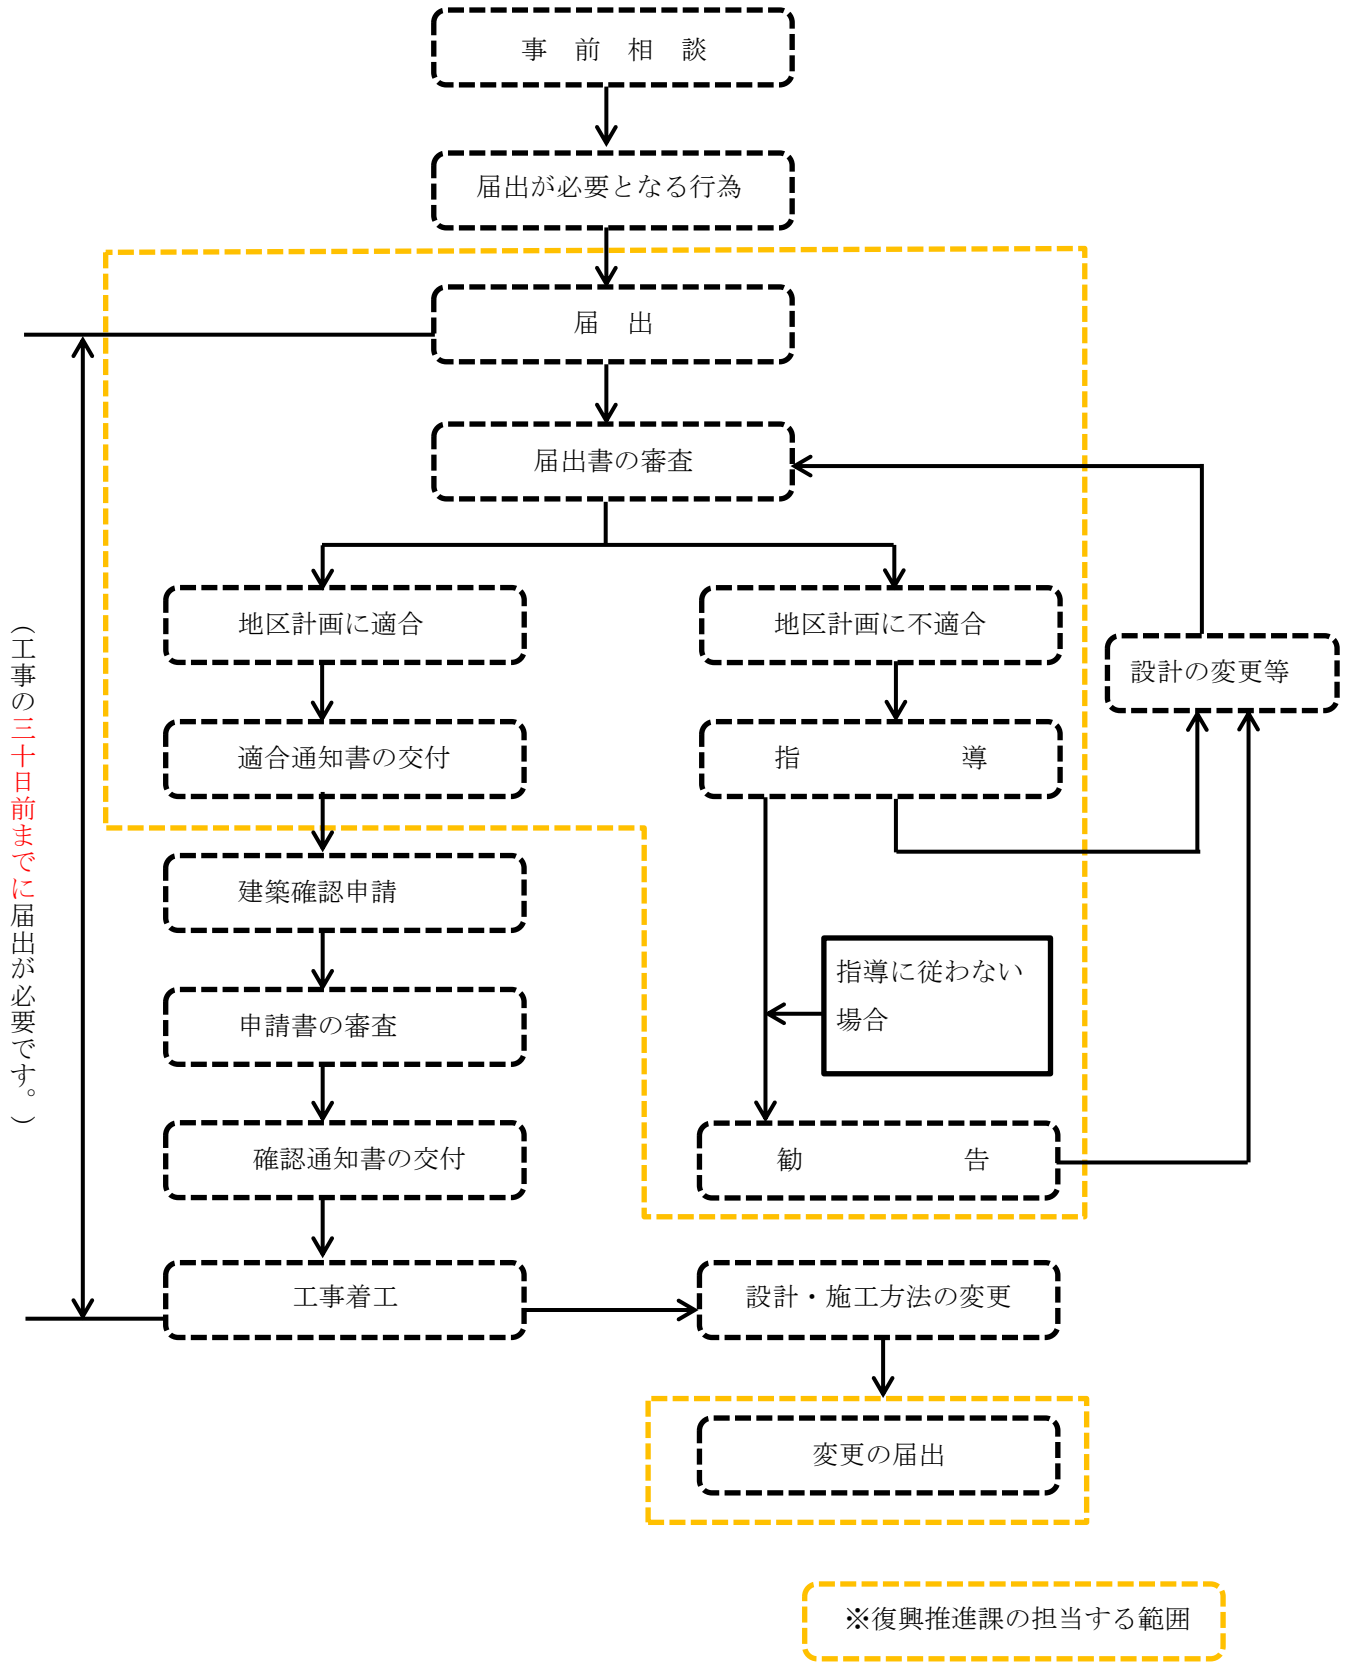 事　前　相　談
届出が必要となる行為
届　出
届出書の審査
地区計画に適合
地区計画に不適合
設計の変更等
適合通知書の交付
指　　　　　　導
建築確認申請
指導に従わない
場合
申請書の審査
確認通知書の交付
勧　　　　　　告
工事着工
設計・施工方法の変更
変更の届出
（工事の三十日前までに届出が必要です。）
※復興推進課の担当する範囲